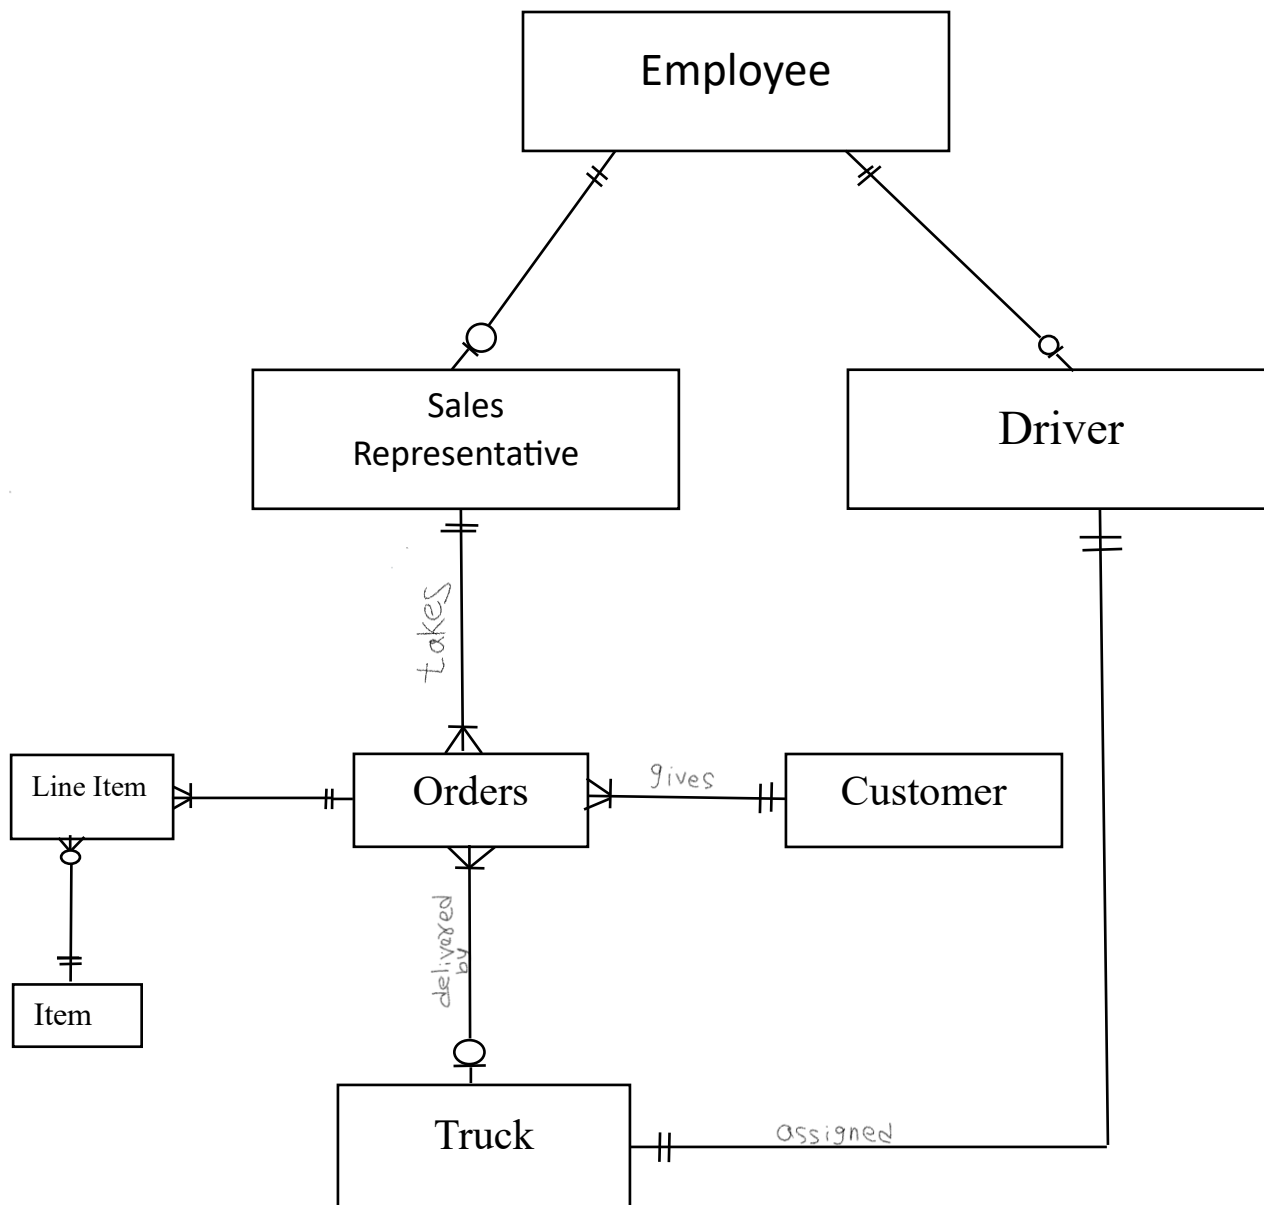 Employee
Sales
Representative
Driver
takes
Line Item
Orders
gives
Customer
delivered
by
Item
Truck
assigned